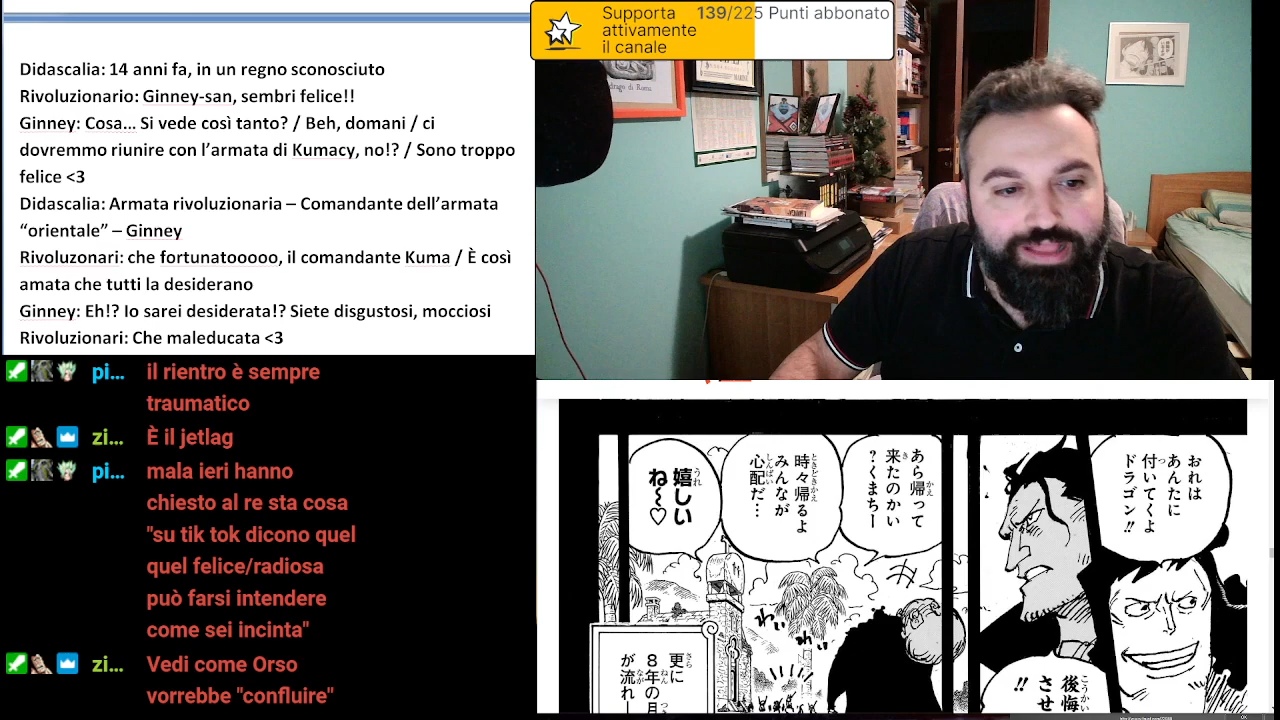 Didascalia: 14 anni fa, in un regno sconosciuto
Rivoluzionario: Ginney-san, sembri felice!!
Ginney: Cosa... Si vede così tanto? / Beh, domani / ci
dovremmo riunire con l'armata di Kumacy, no!? / Sono troppo
felice <3
Didascalia: Armata rivoluzionaria – Comandante dell'armata
"orientale" – Ginney
Rivoluzonari: che fortunatooooo, il comandante Kuma / È così
amata che tutti la desiderano
Ginney: Eh!? Io sarei desiderata!? Siete disgustosi, mocciosi
Rivoluzionari: Che maleducata <3
Supporta
attivamente
il canale
139/225 Punti abbonato
pi... il rientro è sempre
traumatico
zi... È il jetlag
pi... mala ieri hanno
chiesto al re sta cosa
"su tik tok dicono quel
quel felice/radiosa
può farsi intendere
come sei incinta"
zi... Vedi come Orso
vorrebbe "confluire"
おれは
あんたに
付いてくよ
ドラゴン!!
後悔
させ
!!
あら帰って
来たのかい
?くまちー
時々帰るよ
みんなが
心配だ…
嬉しい
ね〜♡
わい
わい
更に
8年の月
が流れ